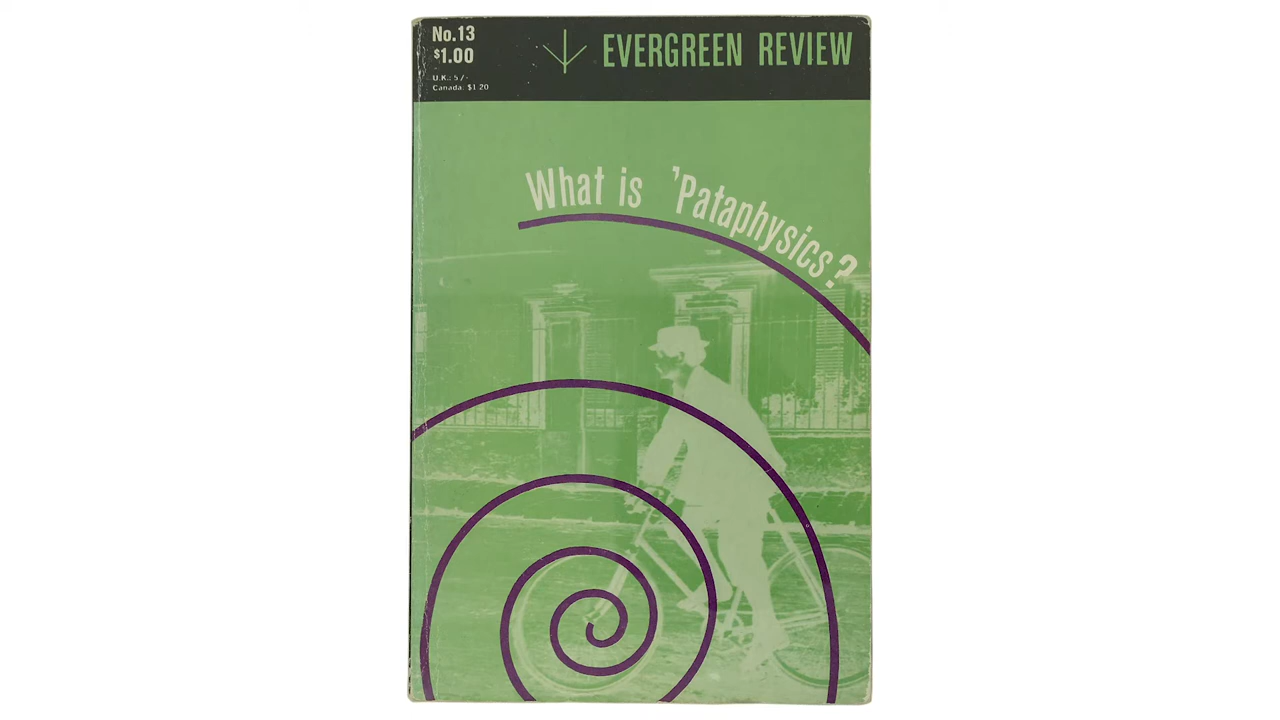 No.13
$1.00
U.K.: 5/-
Canada: $1.20
EVERGREEN REVIEW
What is 'Pataphysics?